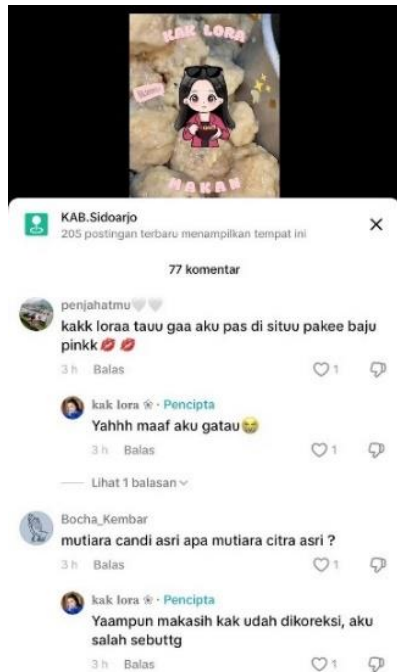 KAK LORA
MAKAN
KAB.Sidoarjo
205 postingan terbaru menampilkan tempat ini
77 komentar
penjahatmu🤍🤍
kakk loraa tauu gaa aku pas di situu pakee baju
pinkk💋 💋
3 h Balas
1
kak lora ❀ · Pencipta
Yahhh maaf aku gatau😭
3 h Balas
1
Lihat 1 balasan
Bocha_Kembar
mutiara candi asri apa mutiara citra asri ?
3 h Balas
1
kak lora ❀ · Pencipta
Yaampun makasih kak udah dikoreksi, aku
salah sebuttg
3 h Balas
1